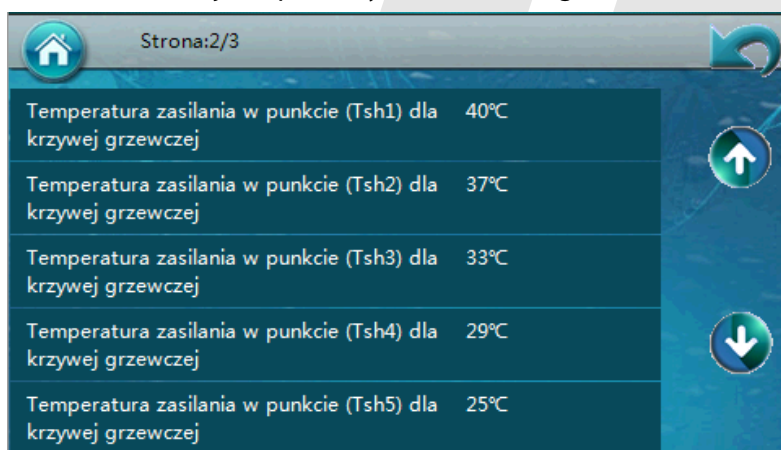 Strona:2/3
Temperatura zasilania w punkcie (Tsh1) dla 40℃
krzywej grzewczej
Temperatura zasilania w punkcie (Tsh2) dla 37℃
krzywej grzewczej
Temperatura zasilania w punkcie (Tsh3) dla 33℃
krzywej grzewczej
Temperatura zasilania w punkcie (Tsh4) dla 29℃
krzywej grzewczej
Temperatura zasilania w punkcie (Tsh5) dla 25℃
krzywej grzewczej